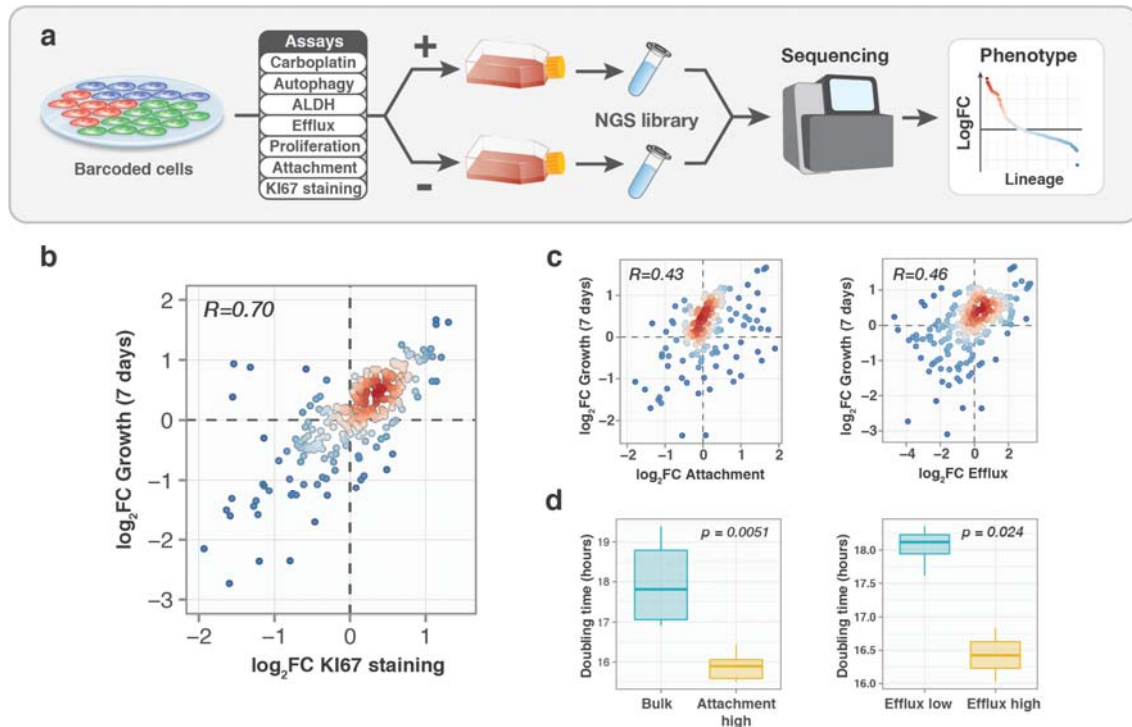 a
Assays
Carboplatin
Autophagy
ALDH
Efflux
Proliferation
Attachment
KI67 staining
Barcoded cells
+
-
NGS library
Sequencing
Phenotype
LogFC
Lineage
b
R=0.70
log₂FC Growth (7 days)
2
1
0
−1
−2
−3
−2
−1
0
1
log₂FC KI67 staining
c
R=0.43
log₂FC Growth (7 days)
1
0
−1
−2
−2
−1
0
1
2
log₂FC Attachment
R=0.46
log₂FC Growth (7 days)
1
0
−1
−2
−3
−4
−2
0
2
log₂FC Efflux
d
p = 0.0051
Doubling time (hours)
19
18
17
16
Bulk
Attachment
high
p = 0.024
Doubling time (hours)
18.0
17.5
17.0
16.5
16.0
Efflux low
Efflux high